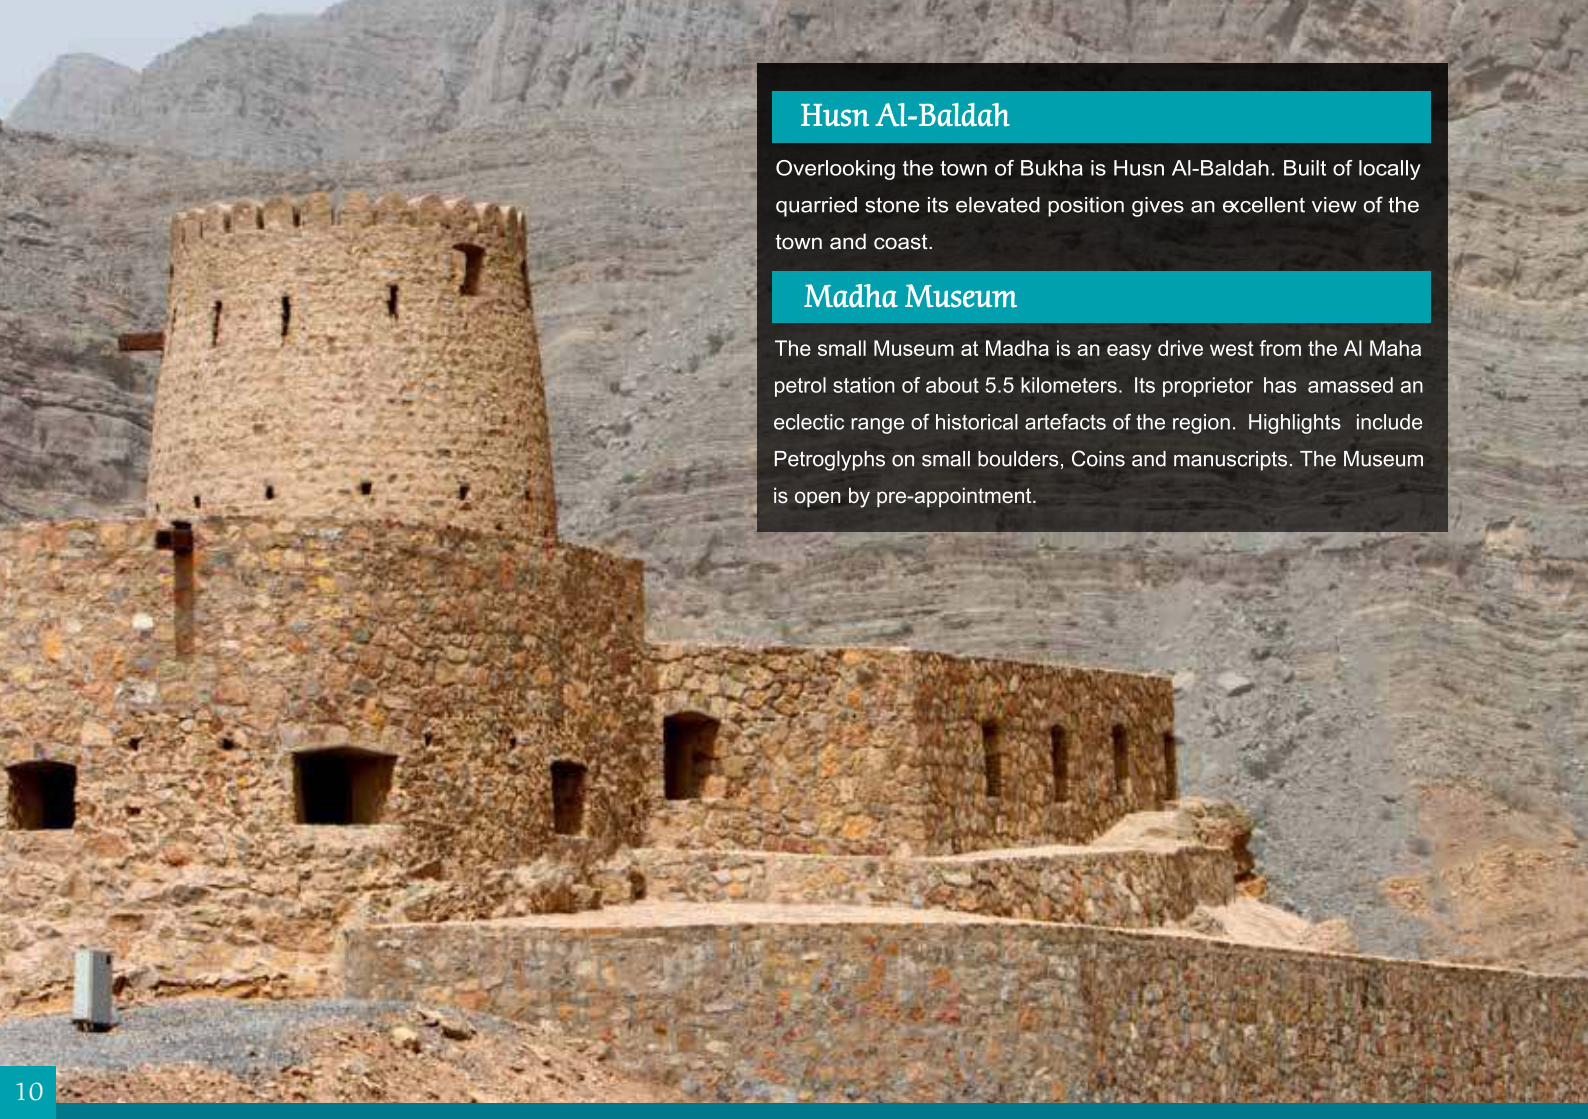 Husn Al-Baldah
Overlooking the town of Bukha is Husn Al-Baldah. Built of locally
quarried stone its elevated position gives an excellent view of the
town and coast.
Madha Museum
The small Museum at Madha is an easy drive west from the Al Maha
petrol station of about 5.5 kilometers. Its proprietor has amassed an
eclectic range of historical artefacts of the region. Highlights include
Petroglyphs on small boulders, Coins and manuscripts. The Museum
is open by pre-appointment.
10